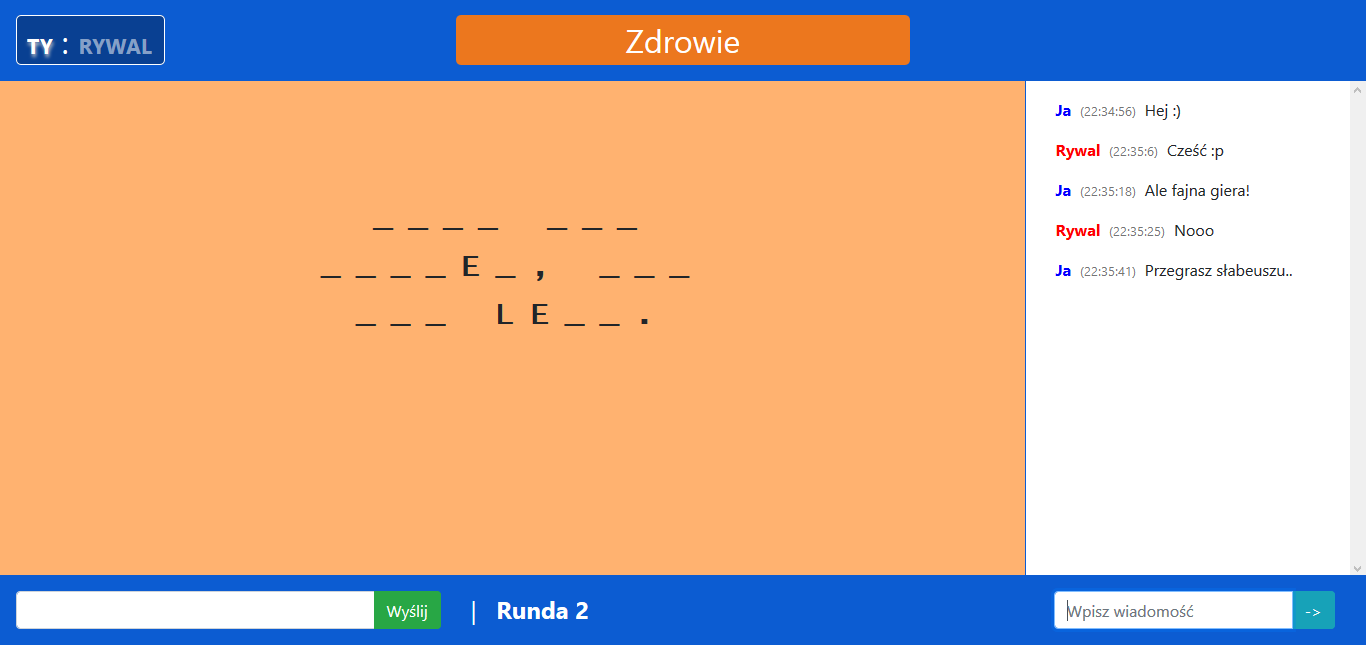 TY : RYWAL
Zdrowie
_ _ _ _  _ _ _
_ _ _ _ E _ ,  _ _ _
_ _ _  L E _ _ .
Ja (22:34:56) Hej :)
Rywal (22:35:6) Cześć :p
Ja (22:35:18) Ale fajna giera!
Rywal (22:35:25) Nooo
Ja (22:35:41) Przegrasz słabeuszu..
Wyślij | Runda 2
Wpisz wiadomość ->